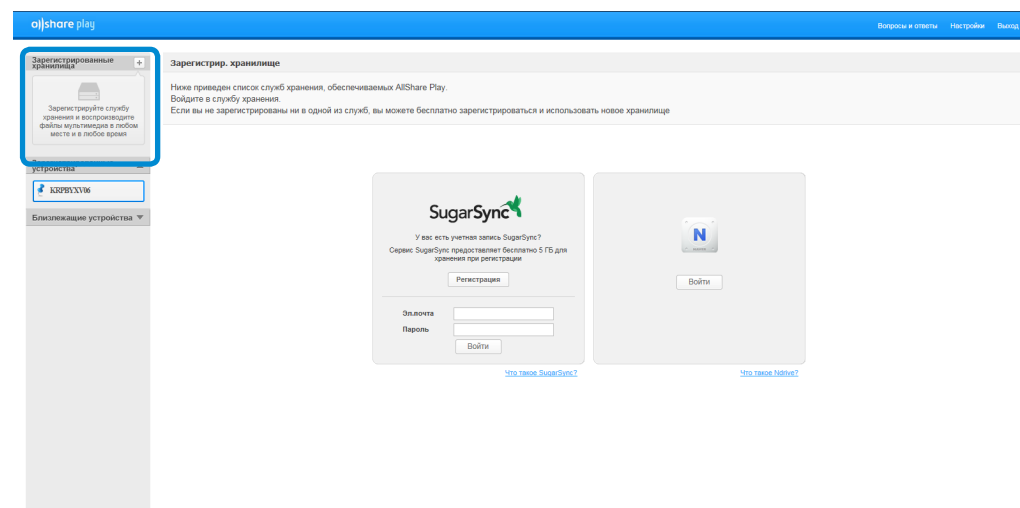 allshare play
Вопросы и ответы Настройки Выход
Зарегистрированные
хранилища
Зарегистрируйте службу
хранения и воспроизводите
файлы мультимедиа в любом
месте и в любое время
устройства
KRPBYXV06
Близлежащие устройства
Зарегистрир. хранилище
Ниже приведен список служб хранения, обеспечиваемых AllShare Play.
Войдите в службу хранения.
Если вы не зарегистрированы ни в одной из служб, вы можете бесплатно зарегистрироваться и использовать новое хранилище
SugarSync
У вас есть учетная запись SugarSync?
Сервис SugarSync предоставляет бесплатно 5 ГБ для
хранения при регистрации
Регистрация
Эл.почта
Пароль
Войти
Что такое SugarSync?
N
Войти
Что такое Ndrive?